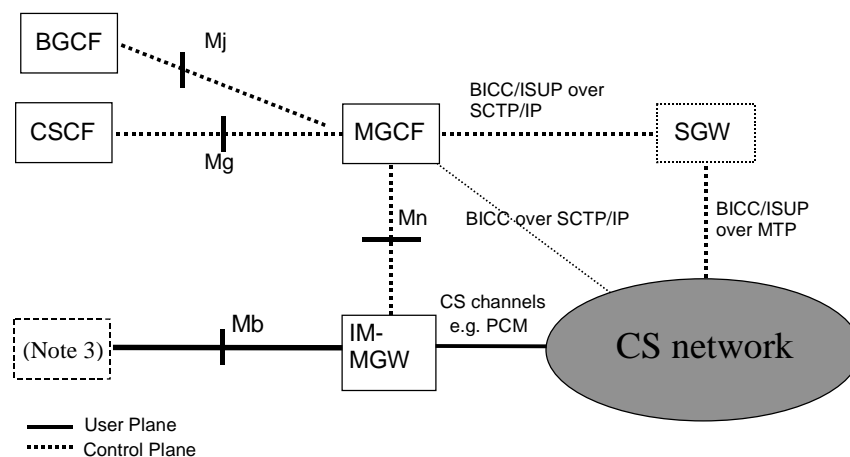 BGCF
Mj
BICC/ISUP over
SCTP/IP
CSCF
Mg
MGCF
SGW
Mn
BICC over SCTP/IP
BICC/ISUP
over MTP
(Note 3)
Mb
IM-
MGW
CS channels
e.g. PCM
CS network
User Plane
Control Plane